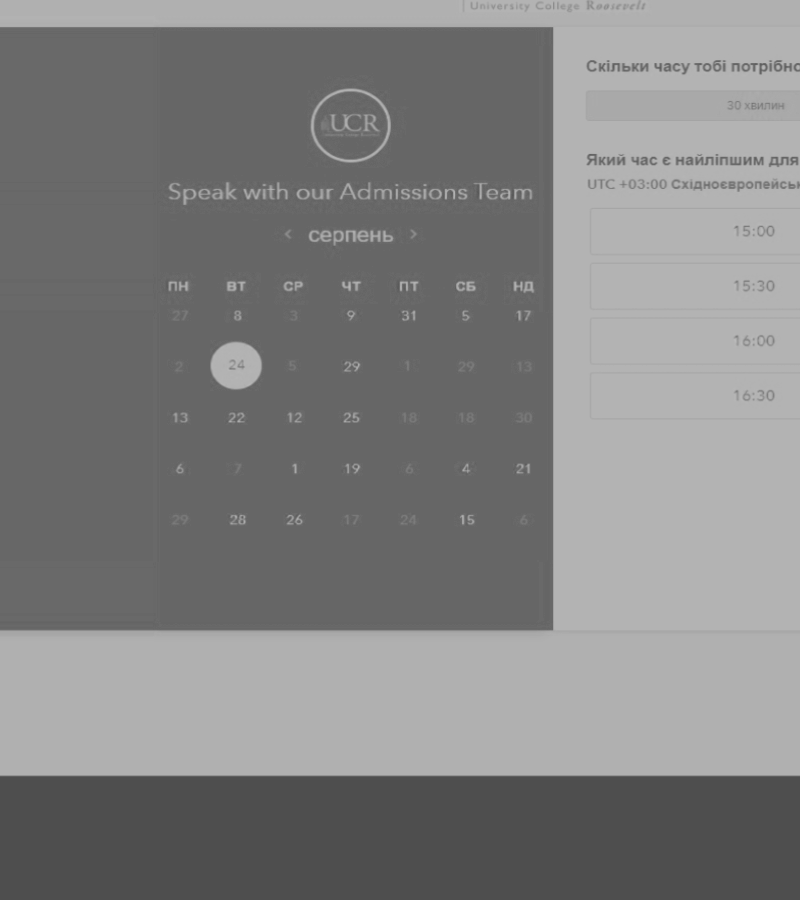 University College Roosevelt
UCR
Speak with our Admissions Team
< серпень >
ПН ВТ СР ЧТ ПТ СБ НД
27 8 3 9 31 5 17
2 24 5 29 1 29 13
13 22 12 25 18 18 30
6 7 1 19 6 4 21
29 28 26 17 24 15 6
Скільки часу тобі потрібно
30 хвилин
Який час є найліпшим для
UTC +03:00 Східноєвропейськ
15:00
15:30
16:00
16:30